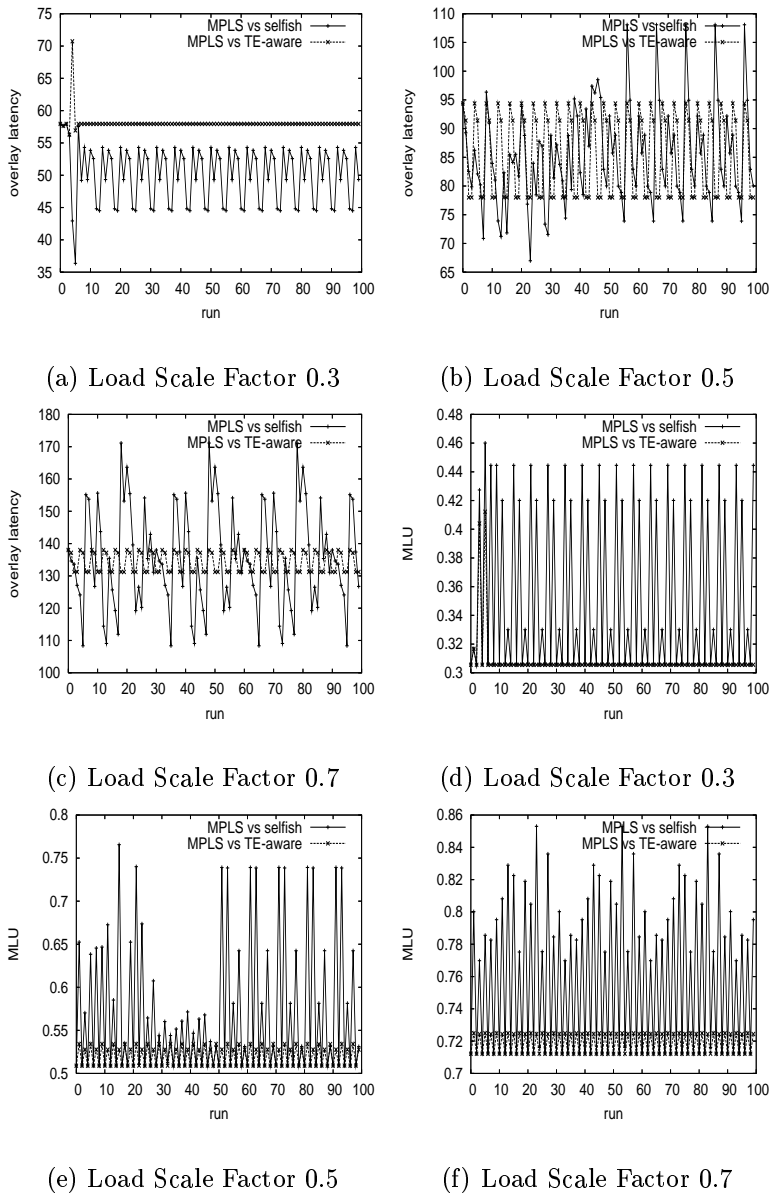 MPLS vs selfish
MPLS vs TE-aware
overlay latency
75
70
65
60
55
50
45
40
35
0 10 20 30 40 50 60 70 80 90 100
run
(a) Load Scale Factor 0.3
MPLS vs selfish
MPLS vs TE-aware
overlay latency
110
105
100
95
90
85
80
75
70
65
0 10 20 30 40 50 60 70 80 90 100
run
(b) Load Scale Factor 0.5
MPLS vs selfish
MPLS vs TE-aware
overlay latency
180
170
160
150
140
130
120
110
100
0 10 20 30 40 50 60 70 80 90 100
run
(c) Load Scale Factor 0.7
MPLS vs selfish
MPLS vs TE-aware
MLU
0.48
0.46
0.44
0.42
0.4
0.38
0.36
0.34
0.32
0.3
0 10 20 30 40 50 60 70 80 90 100
run
(d) Load Scale Factor 0.3
MPLS vs selfish
MPLS vs TE-aware
MLU
0.8
0.75
0.7
0.65
0.6
0.55
0.5
0 10 20 30 40 50 60 70 80 90 100
run
(e) Load Scale Factor 0.5
MPLS vs selfish
MPLS vs TE-aware
MLU
0.86
0.84
0.82
0.8
0.78
0.76
0.74
0.72
0.7
0 10 20 30 40 50 60 70 80 90 100
run
(f) Load Scale Factor 0.7